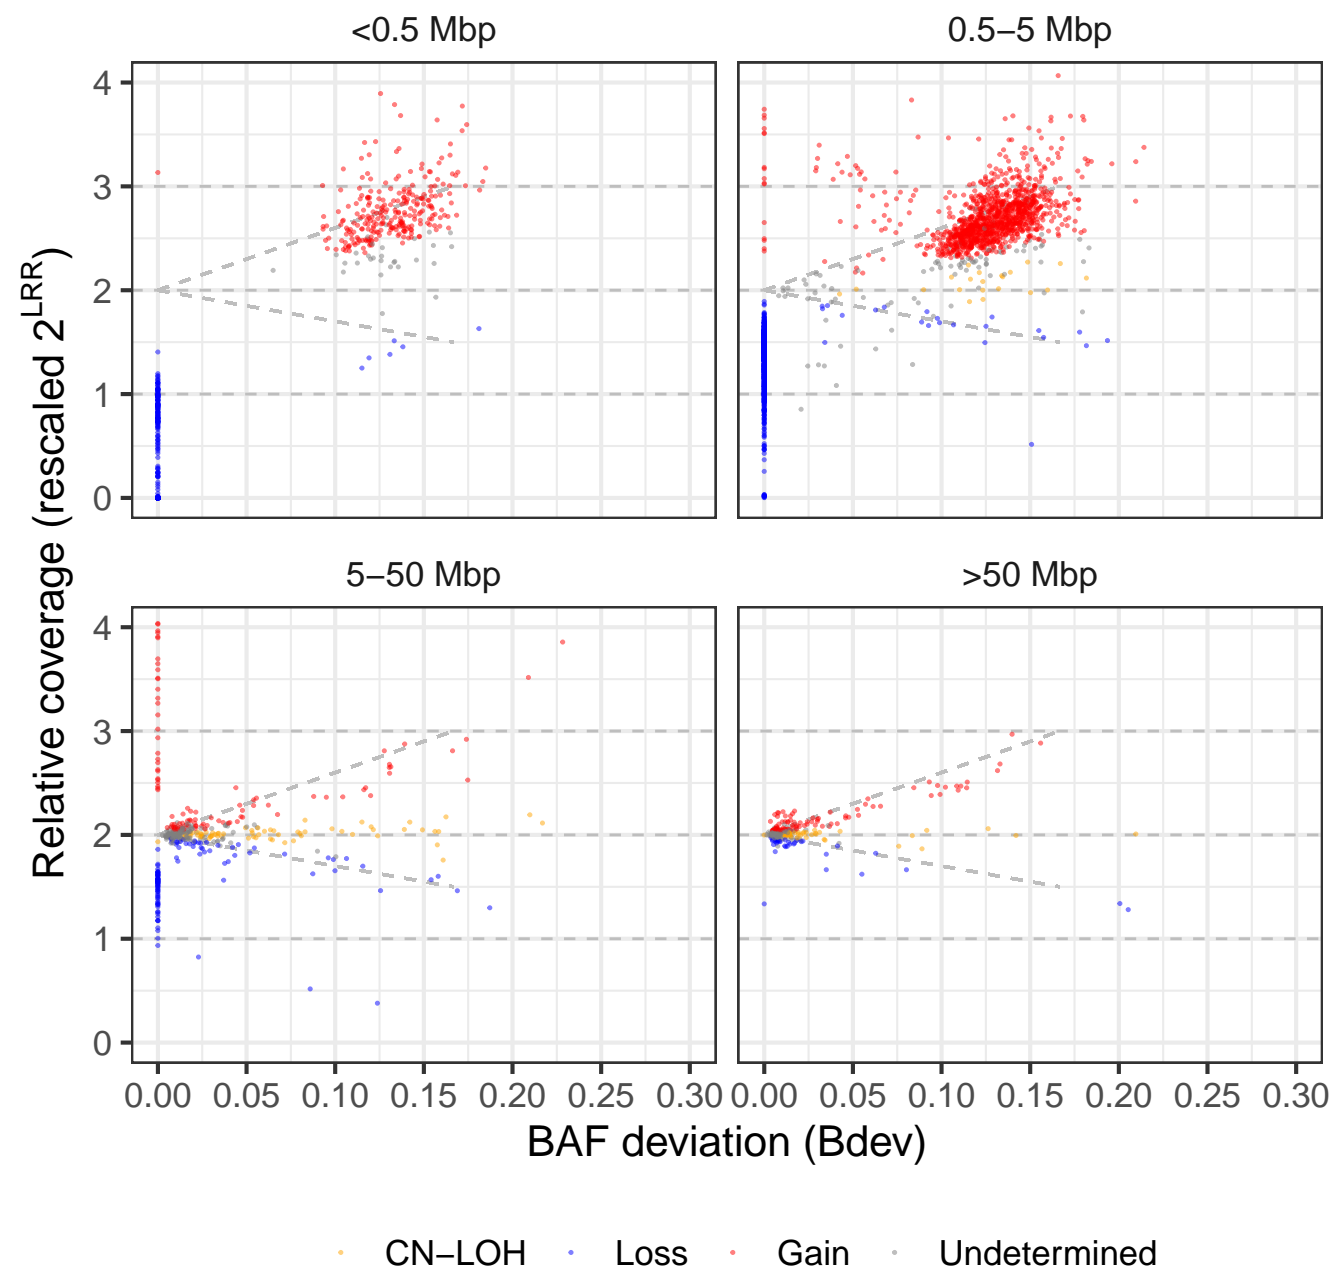 <0.5 Mbp 0.5–5 Mbp
4
3
2
1
0
Relative coverage (rescaled 2^LRR)
5–50 Mbp >50 Mbp
4
3
2
1
0
0.00 0.05 0.10 0.15 0.20 0.25 0.30 0.00 0.05 0.10 0.15 0.20 0.25 0.30
BAF deviation (Bdev)
CN–LOH Loss Gain Undetermined